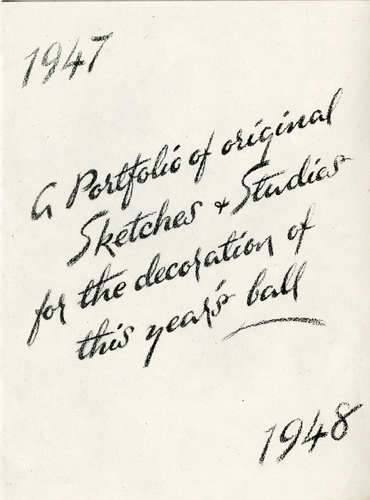 1947
A Portfolio of original
Sketches + Studies
for the decoration of
this year's ball
1948